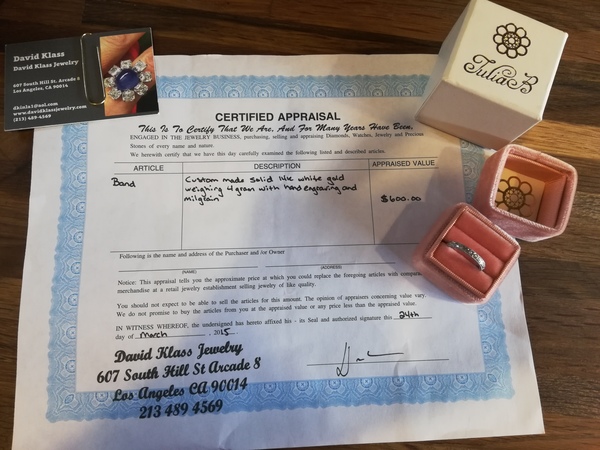 David Klass
David Klass Jewelry
607 South Hill St. Arcade 8
Los Angeles, CA 90014
dkinla1@aol.com
www.davidklassjewelry.com
(213) 489-4569
JuliaB
CERTIFIED APPRAISAL
This Is To Certify That We Are, And For Many Years Have Been,
ENGAGED IN THE JEWELRY BUSINESS, purchasing, selling and appraising Diamonds, Watches, Jewelry and Precious
Stones of every name and nature.
We herewith certify that we have this day carefully examined the following listed and described articles.
ARTICLE DESCRIPTION APPRAISED VALUE
Band Custom made solid 14k white gold
weighing 4 gram with hand engraving and
milgrain $600.00
Following is the name and address of the Purchaser and /or Owner
(NAME) (ADDRESS)
Notice: This appraisal tells you the approximate price at which you could replace the foregoing articles with
merchandise at a retail jewelry establishment selling jewelry of like quality.
You should not expect to be able to sell the articles for this amount. The opinion of appraisers concerning value vary.
We do not promise to buy the articles from you at the appraised value or any price less than the appraised value.
IN WITNESS WHEREOF, the undersigned has hereto affixed his - its Seal and authorized signature this 24th
day of March, 2015
David Klass Jewelry
607 South Hill St Arcade 8
Los Angeles CA 90014
213 489 4569